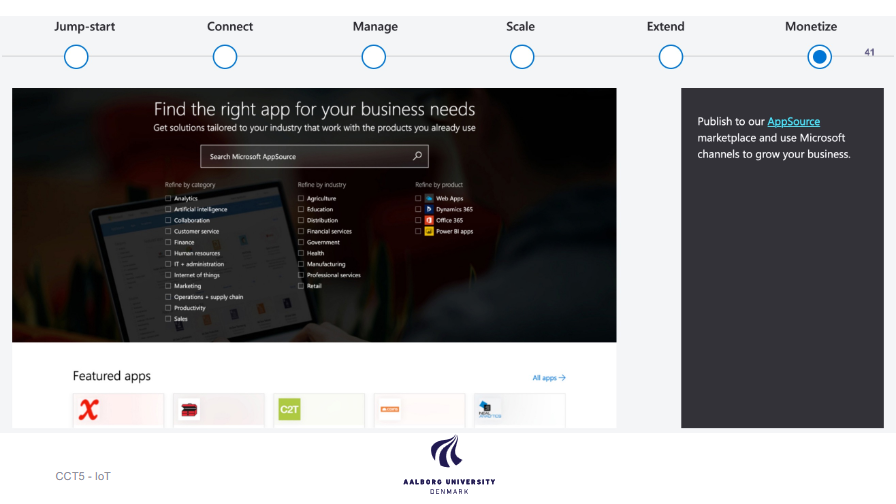 Jump-start Connect Manage Scale Extend Monetize
41
Find the right app for your business needs
Get solutions tailored to your industry that work with the products you already use
Search Microsoft AppSource
Refine by category
Analytics
Artificial intelligence
Collaboration
Customer service
Finance
Human resources
IT + administration
Internet of things
Marketing
Operations + supply chain
Productivity
Sales
Refine by industry
Agriculture
Education
Distribution
Financial services
Government
Health
Manufacturing
Professional services
Retail
Refine by product
Web Apps
Dynamics 365
Office 365
Power BI apps
Publish to our AppSource
marketplace and use Microsoft
channels to grow your business.
Featured apps
All apps →
C2T
CCT5 - IoT
AALBORG UNIVERSITY
DENMARK